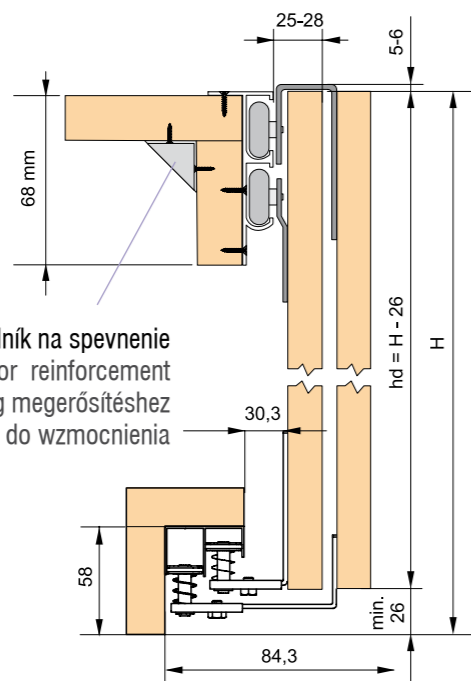 25-28
5-6
68 mm
lník na spevnenie
or reinforcement
g megerősítéshez
do wzmocnienia
30,3
hd = H - 26
H
58
min.
26
84,3